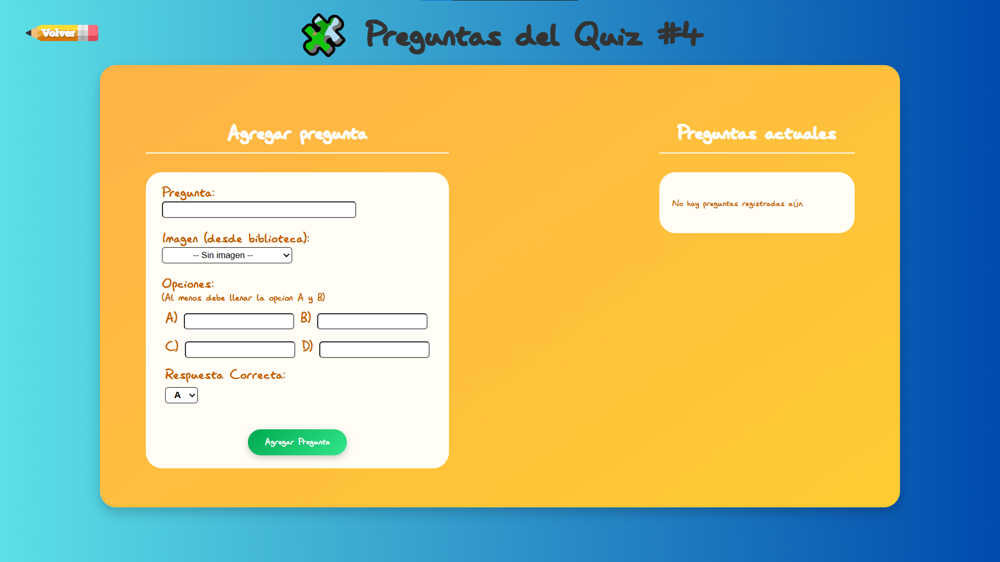 Volver
Preguntas del Quiz #4
Agregar pregunta
Pregunta:
Imagen (desde biblioteca):
-- Sin imagen --
Opciones:
(Al menos debe llenar la opcion A y B)
A) B)
C) D)
Respuesta Correcta:
A
Agregar Pregunta
Preguntas actuales
No hay preguntas registradas aún.